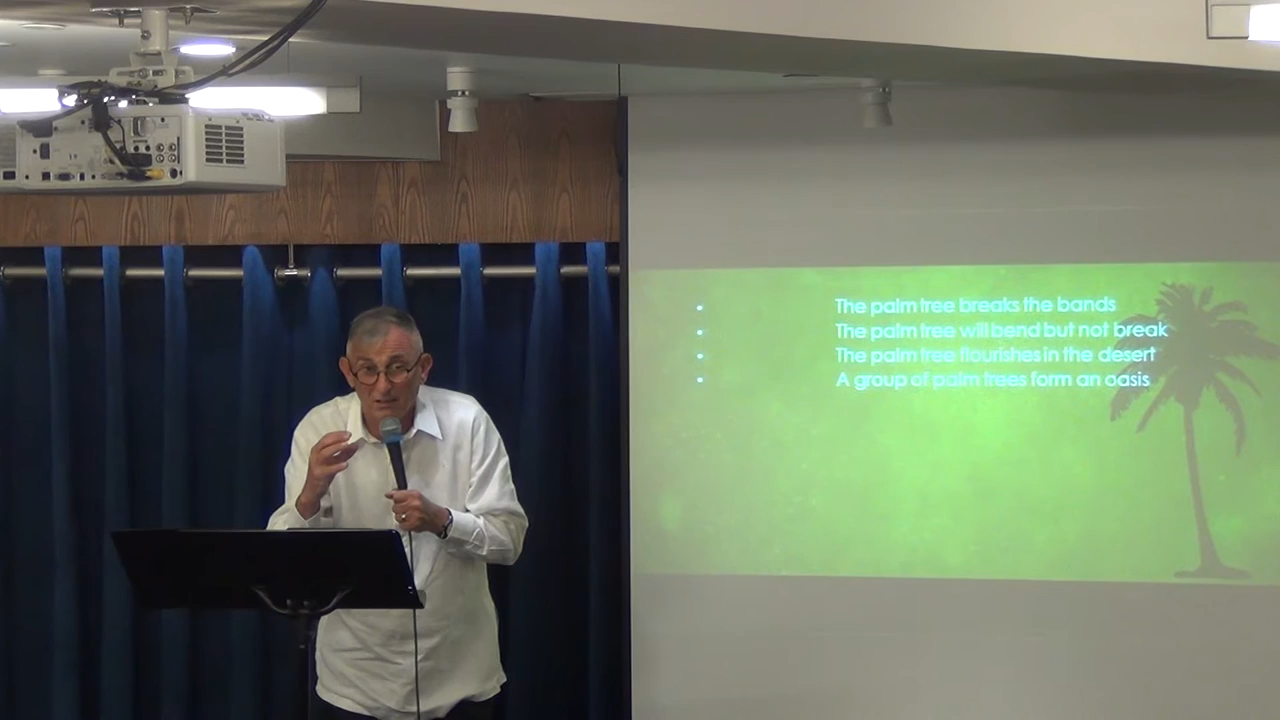 • The palm tree breaks the bands
• The palm tree will bend but not break
• The palm tree flourishes in the desert
• A group of palm trees form an oasis